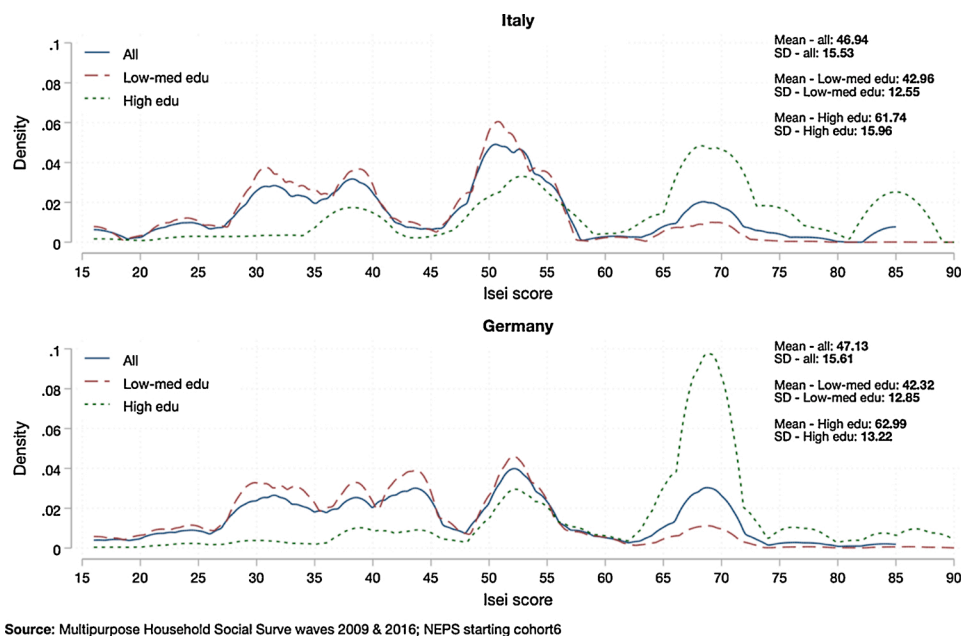 Italy
Mean - all: 46.94
SD - all: 15.53
Mean - Low-med edu: 42.96
SD - Low-med edu: 12.55
Mean - High edu: 61.74
SD - High edu: 15.96
All
Low-med edu
High edu
Density
.1
.08
.06
.04
.02
0
15 20 25 30 35 40 45 50 55 60 65 70 75 80 85 90
Isei score
Germany
Mean - all: 47.13
SD - all: 15.61
Mean - Low-med edu: 42.32
SD - Low-med edu: 12.85
Mean - High edu: 62.99
SD - High edu: 13.22
All
Low-med edu
High edu
Density
.1
.08
.06
.04
.02
0
15 20 25 30 35 40 45 50 55 60 65 70 75 80 85 90
Isei score
Source: Multipurpose Household Social Surve waves 2009 & 2016; NEPS starting cohort6